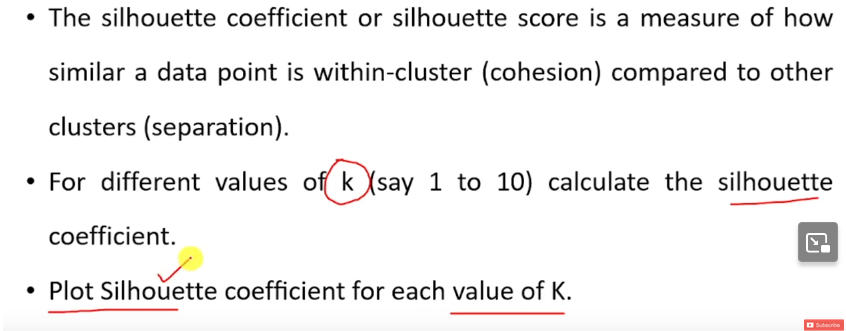 • The silhouette coefficient or silhouette score is a measure of how
similar a data point is within-cluster (cohesion) compared to other
clusters (separation).
• For different values of k (say 1 to 10) calculate the silhouette
coefficient.
• Plot Silhouette coefficient for each value of K.
Subscribe